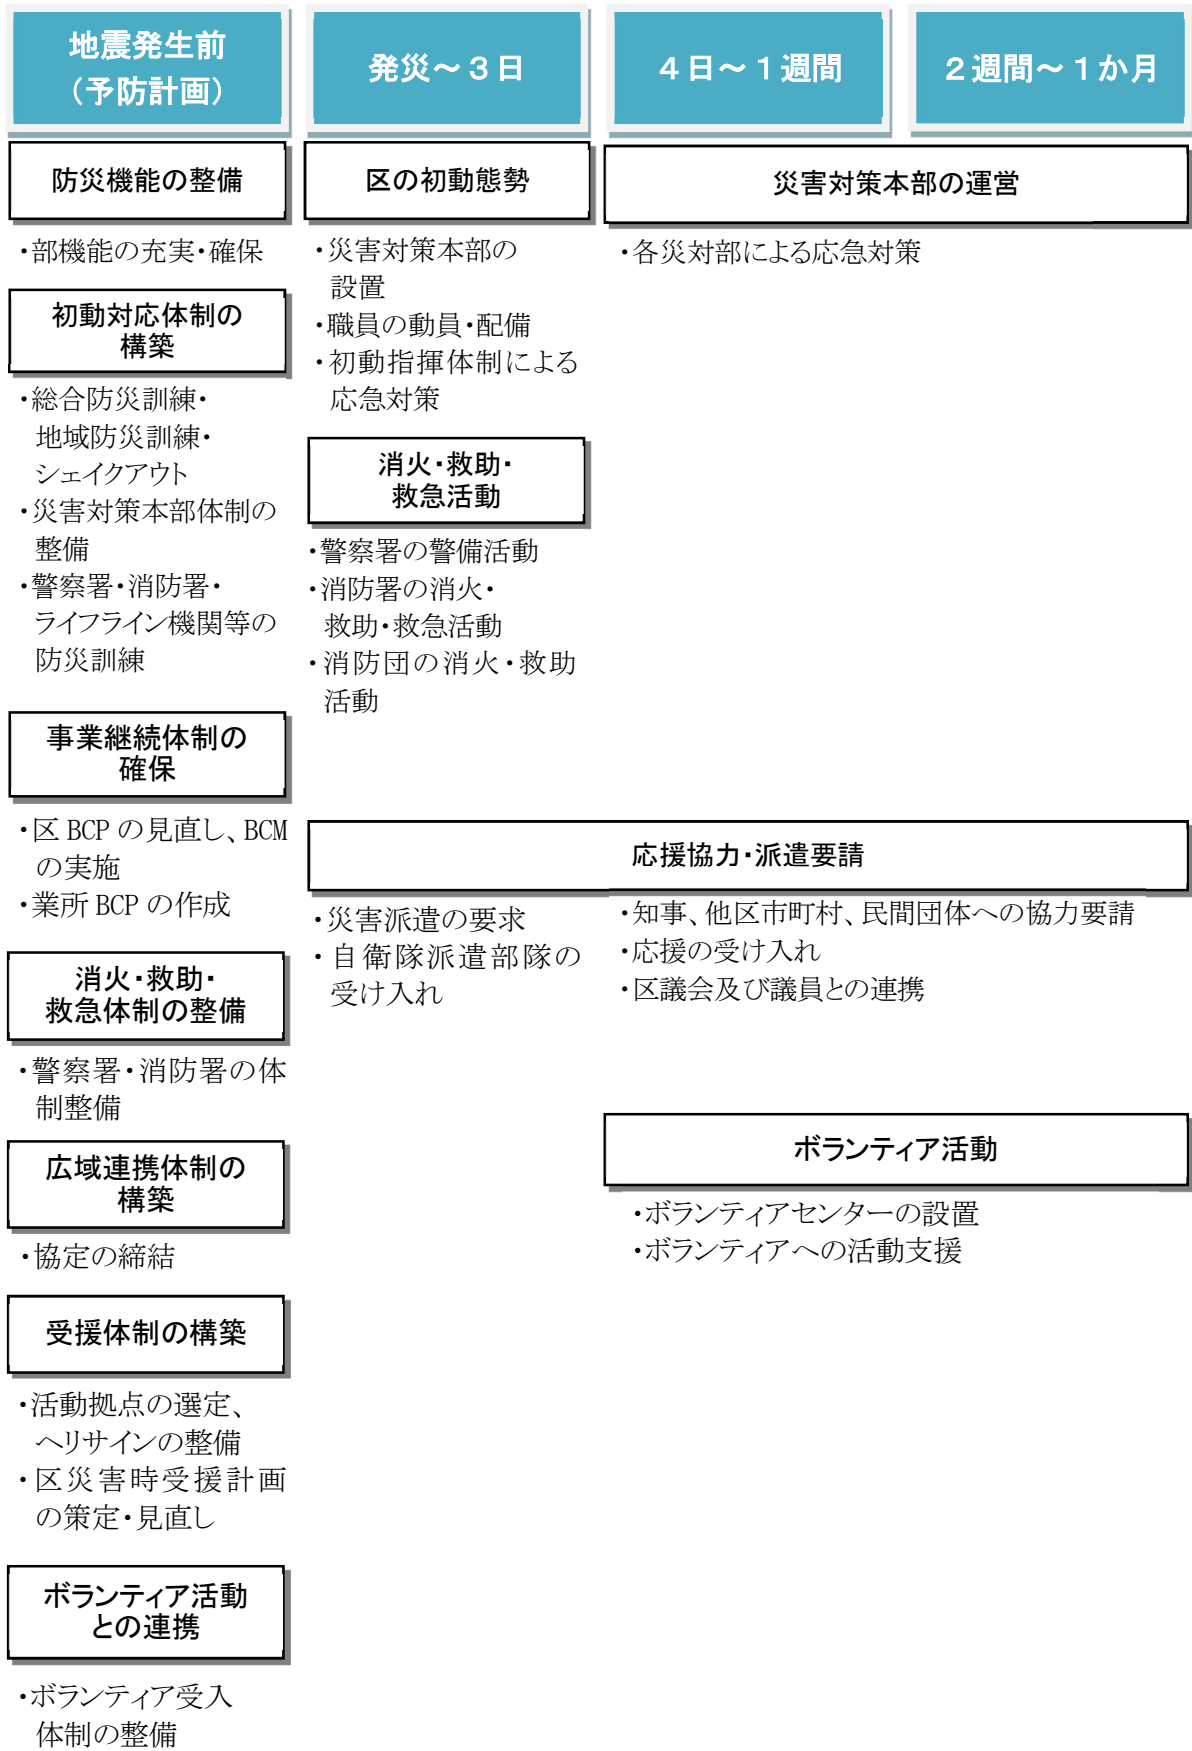 地震発生前
（予防計画）
発災～３日
４日～１週間
２週間～１か月
防災機能の整備
・部機能の充実・確保
初動対応体制の
構築
・総合防災訓練・
地域防災訓練・
シェイクアウト
・災害対策本部体制の
整備
・警察署・消防署・
ライフライン機関等の
防災訓練
事業継続体制の
確保
・区 BCP の見直し、BCM
の実施
・業所 BCP の作成
消火・救助・
救急体制の整備
・警察署・消防署の体
制整備
広域連携体制の
構築
・協定の締結
受援体制の構築
・活動拠点の選定、
ヘリサインの整備
・区災害時受援計画
の策定・見直し
ボランティア活動
との連携
・ボランティア受入
体制の整備
区の初動態勢
・災害対策本部の
設置
・職員の動員・配備
・初動指揮体制による
応急対策
消火・救助・
救急活動
・警察署の警備活動
・消防署の消火・
救助・救急活動
・消防団の消火・救助
活動
災害対策本部の運営
・各災対部による応急対策
応援協力・派遣要請
・災害派遣の要求
・自衛隊派遣部隊の
受け入れ
・知事、他区市町村、民間団体への協力要請
・応援の受け入れ
・区議会及び議員との連携
ボランティア活動
・ボランティアセンターの設置
・ボランティアへの活動支援